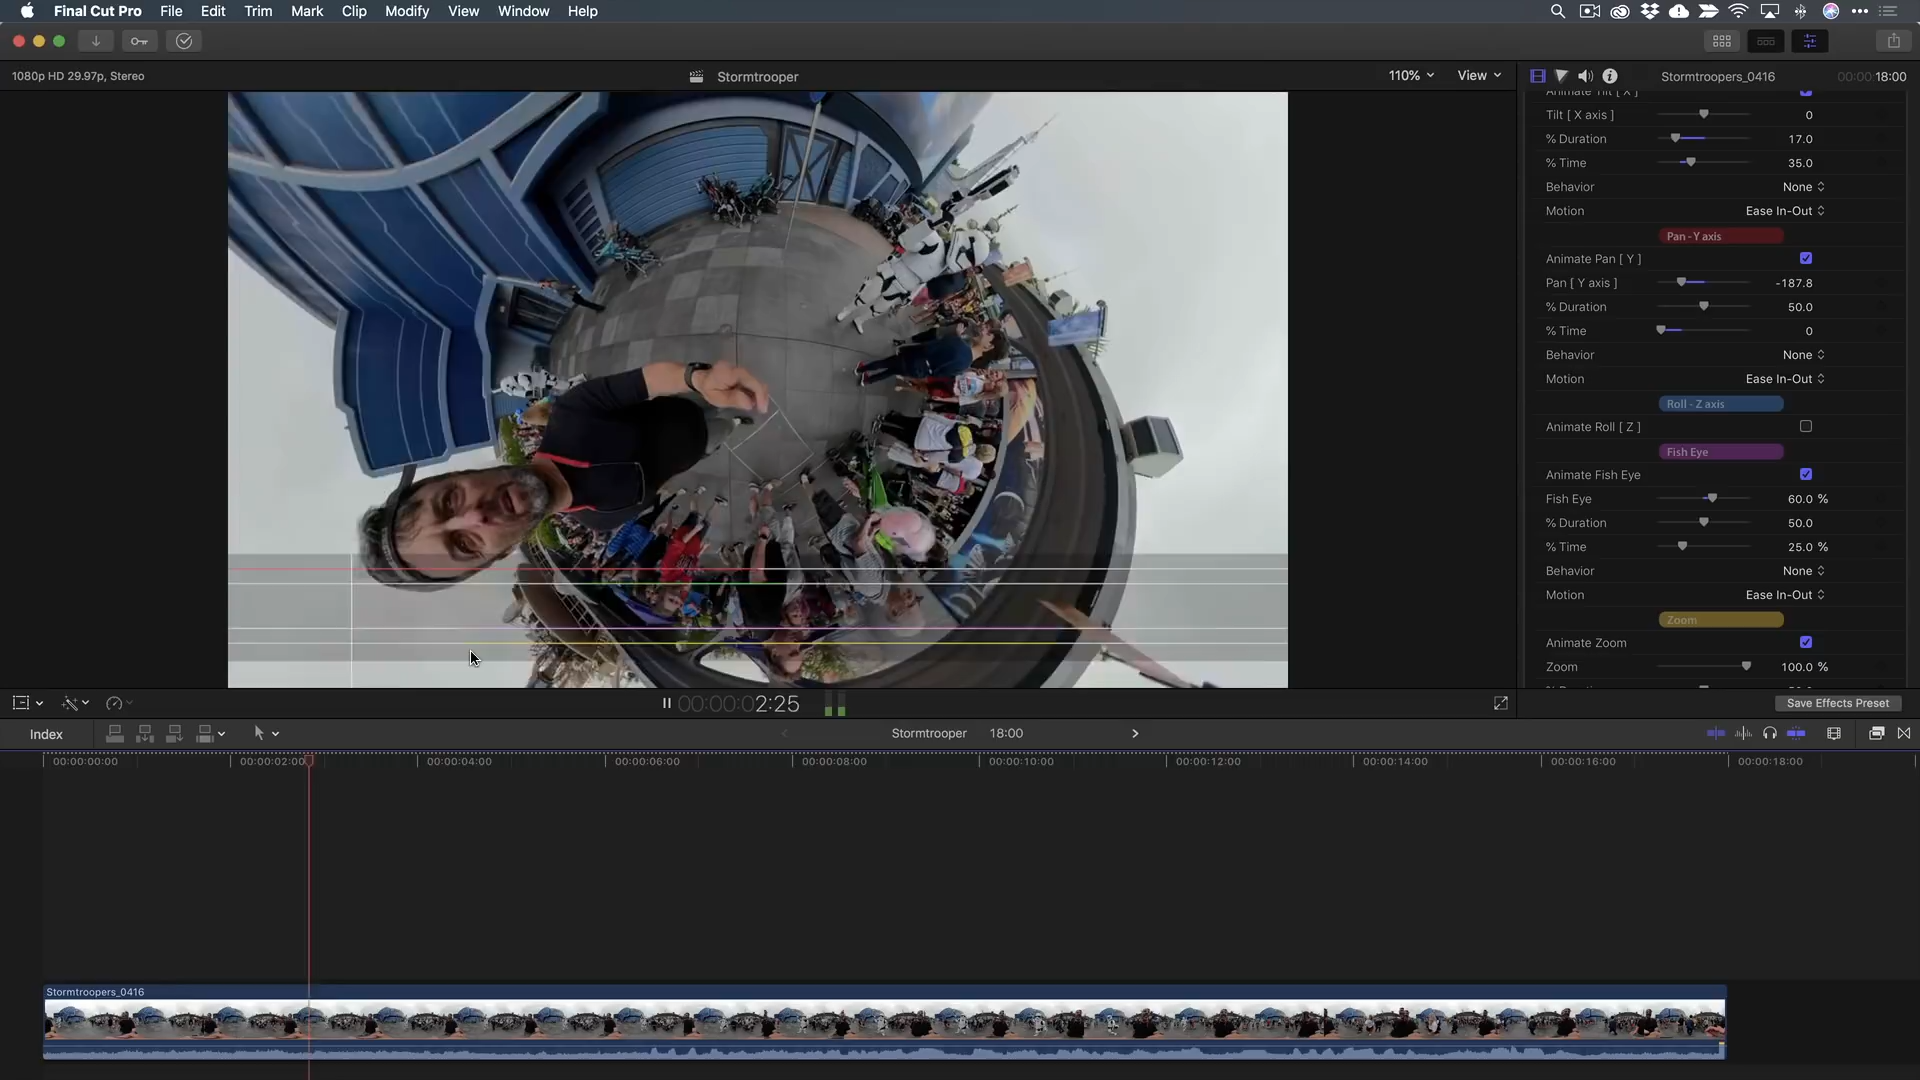 Final Cut Pro File Edit Trim Mark Clip Modify View Window Help
1080p HD 29.97p, Stereo
Stormtrooper
110%
View
Stormtroopers_0416
00:00:18:00
Animate Tilt [ X ]
Tilt [ X axis ] 0
% Duration 17.0
% Time 35.0
Behavior None
Motion Ease In-Out
Pan - Y axis
Animate Pan [ Y ]
Pan [ Y axis ] -187.8
% Duration 50.0
% Time 0
Behavior None
Motion Ease In-Out
Roll - Z axis
Animate Roll [ Z ]
Fish Eye
Animate Fish Eye
Fish Eye 60.0 %
% Duration 50.0
% Time 25.0 %
Behavior None
Motion Ease In-Out
Zoom
Animate Zoom
Zoom 100.0 %
00:00:02:25
Save Effects Preset
Index
Stormtrooper 18:00
00:00:00:00 00:00:02:00 00:00:04:00 00:00:06:00 00:00:08:00 00:00:10:00 00:00:12:00 00:00:14:00 00:00:16:00 00:00:18:00
Stormtroopers_0416